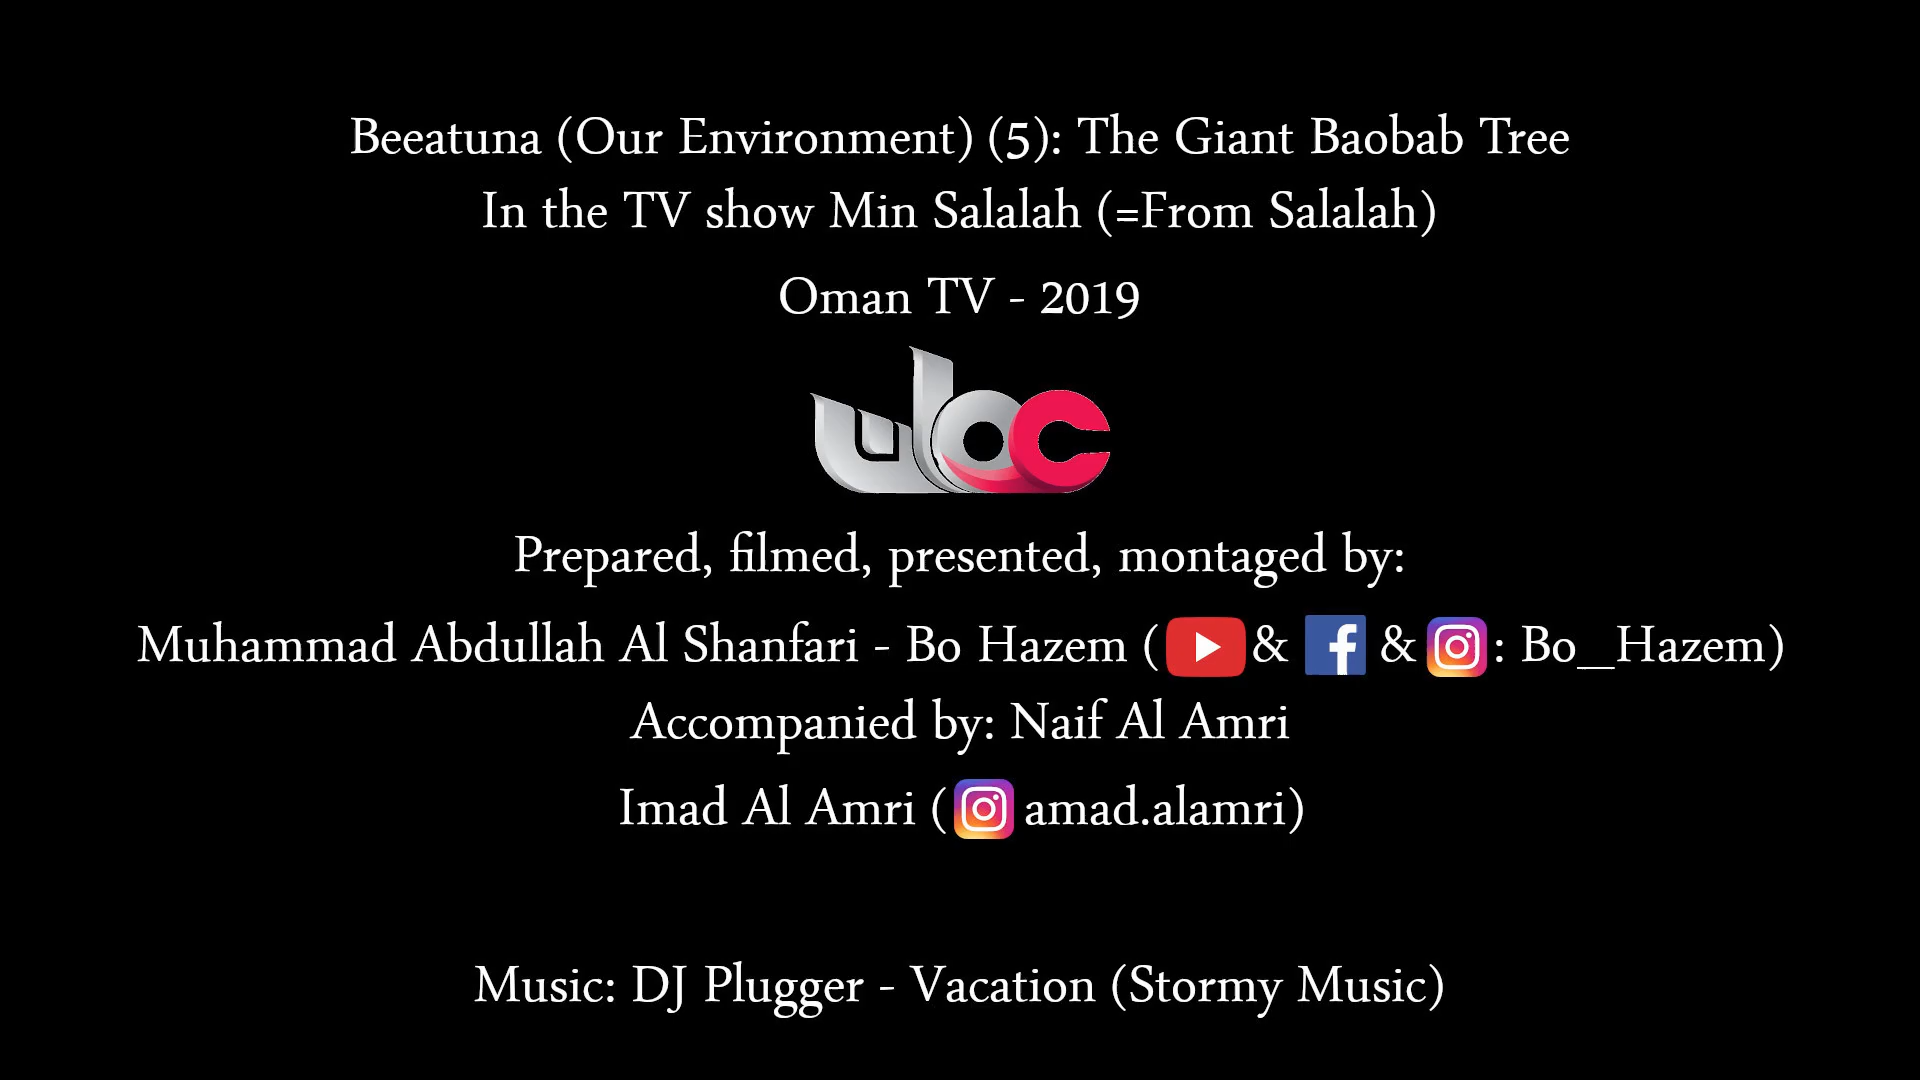 Beeatuna (Our Environment) (5): The Giant Baobab Tree
In the TV show Min Salalah (=From Salalah)
Oman TV - 2019
Prepared, filmed, presented, montaged by:
Muhammad Abdullah Al Shanfari - Bo Hazem ( & & : Bo_Hazem)
Accompanied by: Naif Al Amri
Imad Al Amri ( amad.alamri)
Music: DJ Plugger - Vacation (Stormy Music)